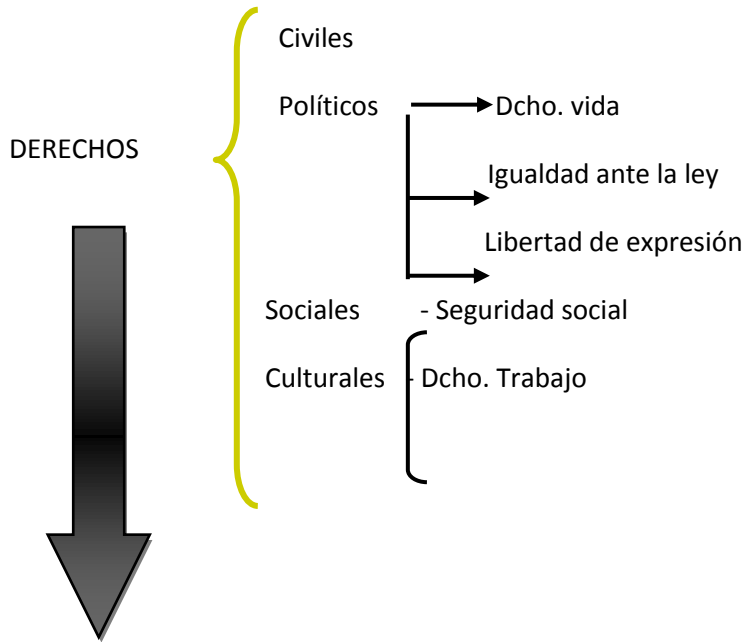 Civiles
Políticos Dcho. vida
DERECHOS
Igualdad ante la ley
Libertad de expresión
Sociales - Seguridad social
Culturales - Dcho. Trabajo